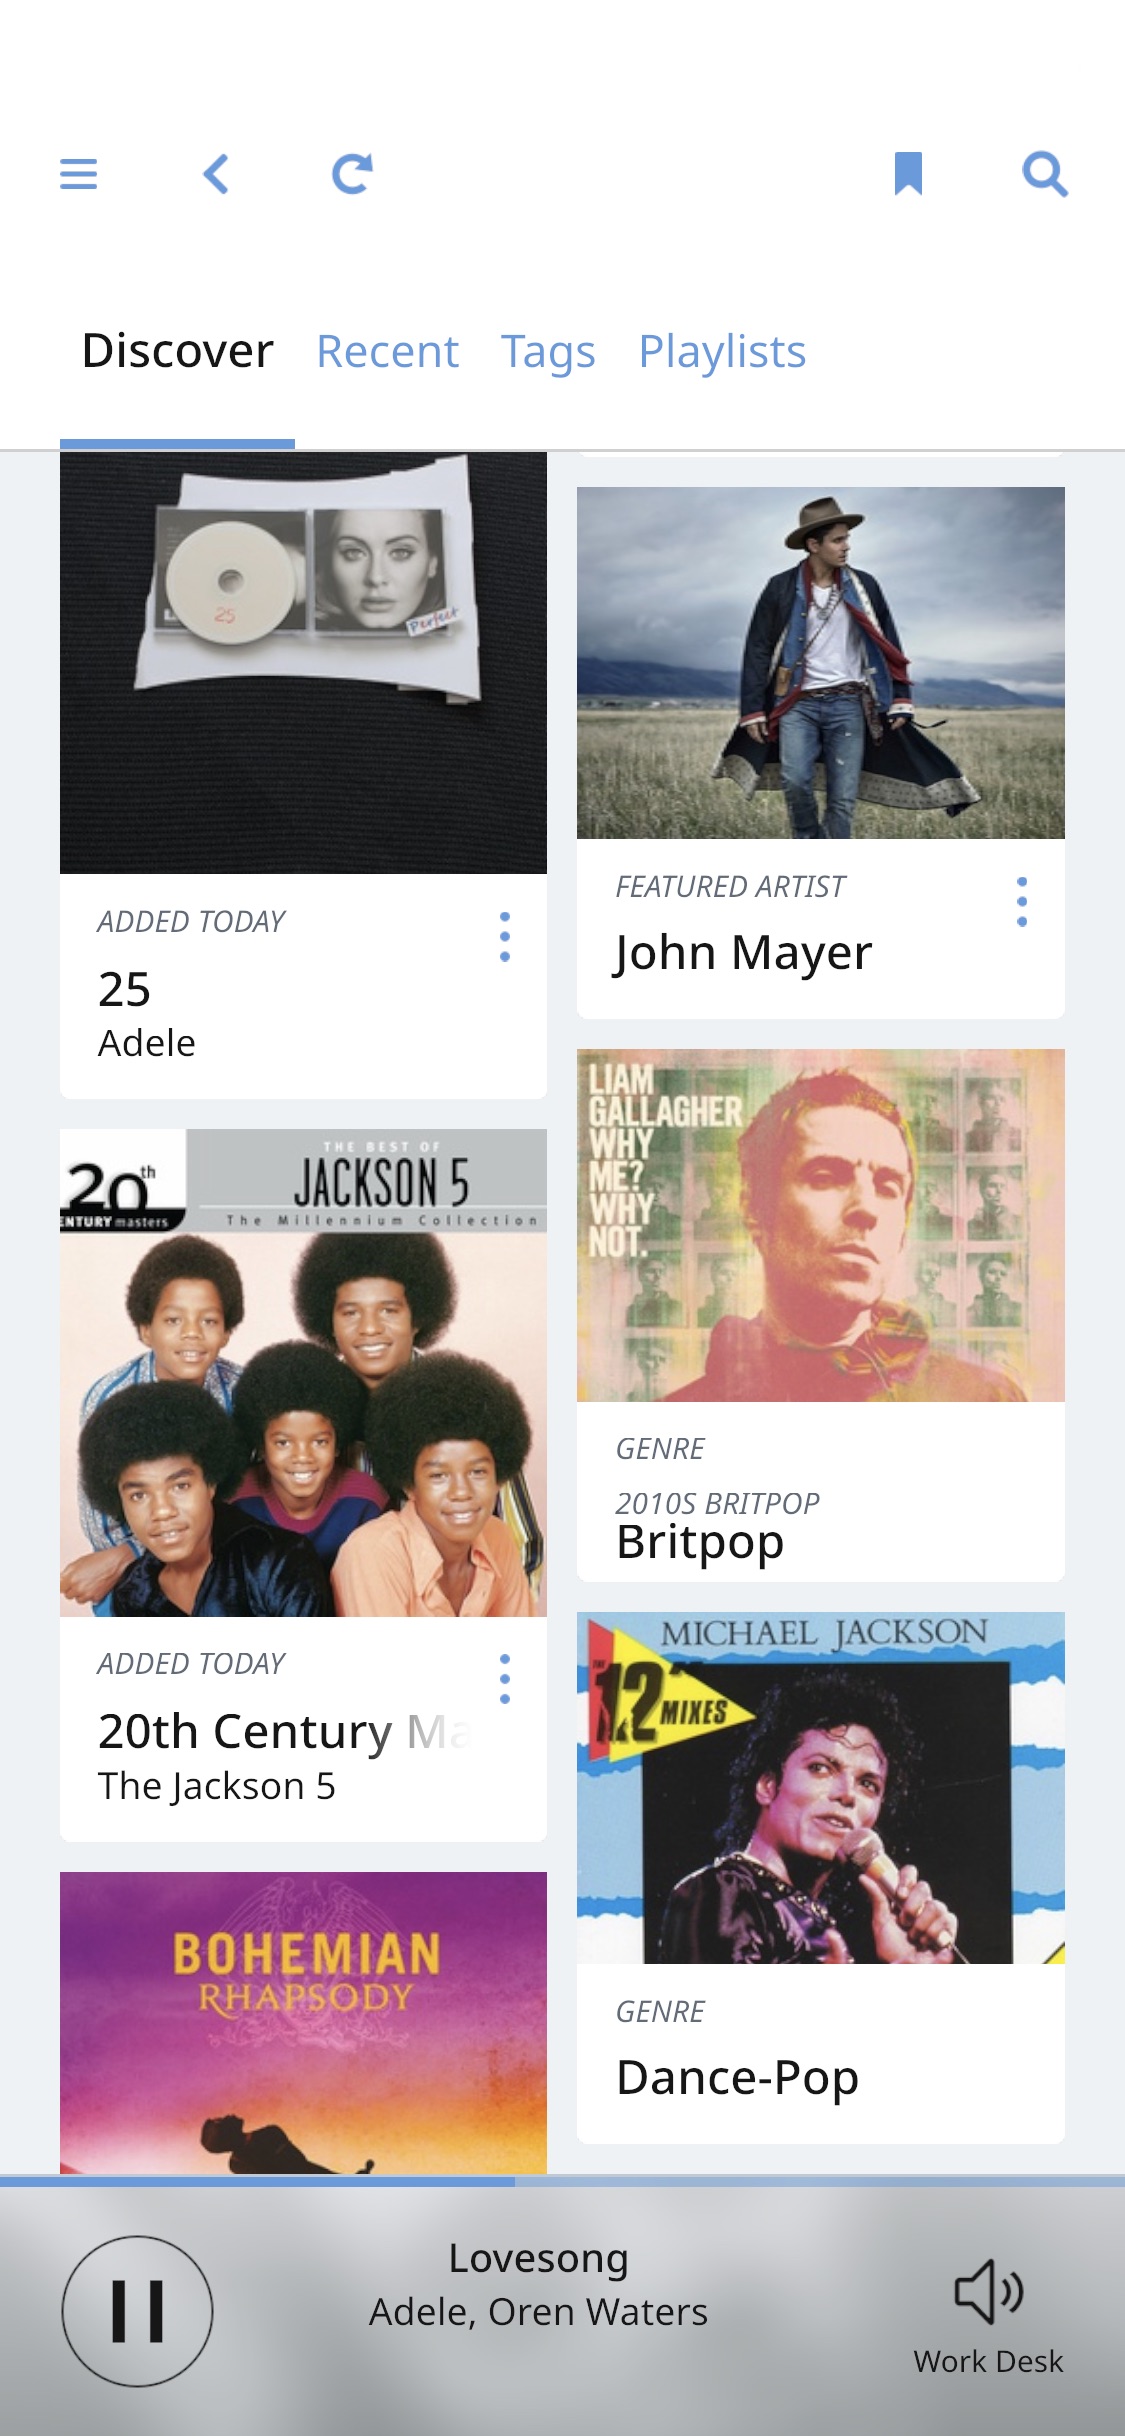 Discover Recent Tags Playlists
25
Perfect
ADDED TODAY
25
Adele
THE BEST OF
JACKSON 5
The Millennium Collection
20th
ENTURY masters
ADDED TODAY
20th Century Ma
The Jackson 5
BOHEMIAN
RHAPSODY
FEATURED ARTIST
John Mayer
LIAM
GALLAGHER
WHY
ME?
WHY
NOT.
GENRE
2010S BRITPOP
Britpop
MICHAEL JACKSON
THE
12"
MIXES
GENRE
Dance-Pop
Lovesong
Adele, Oren Waters
Work Desk